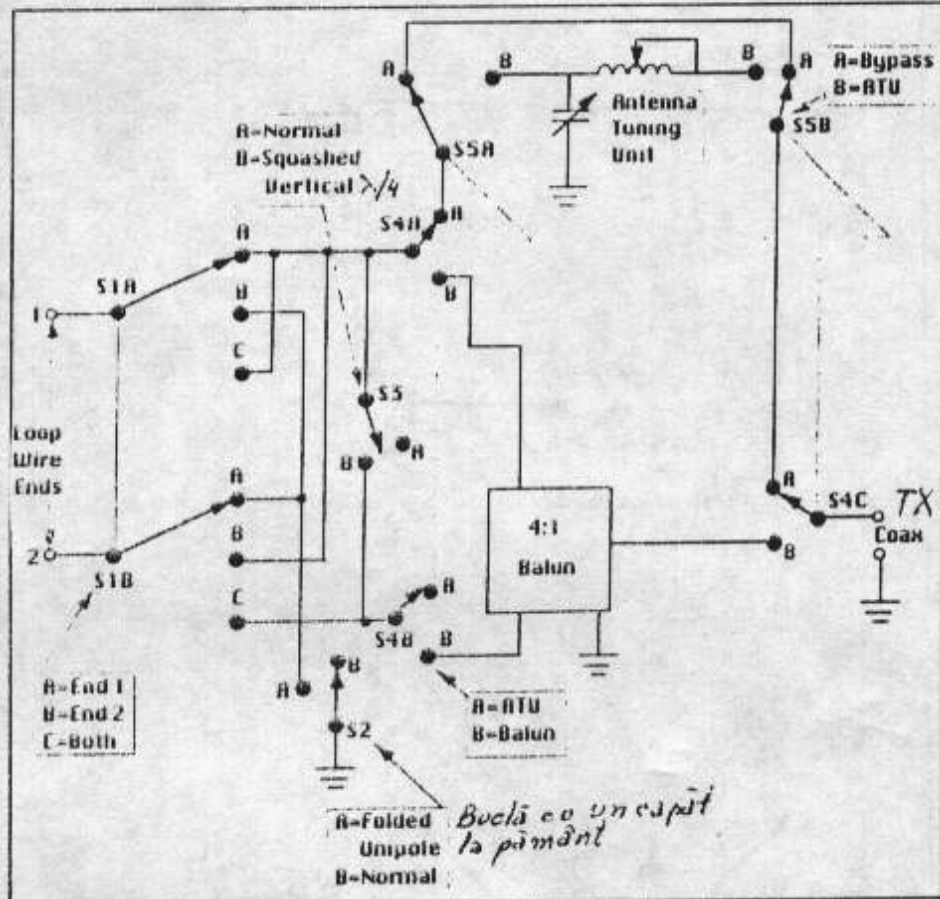 A
B
B
A
A=Bypass
B=ATU
S5B
Antenna
Tuning
Unit
A=Normal
B=Squashed
Vertical λ/4
S5A
A
S4A
A
B
S1A
B
1
C
S3
A
B
Loop
Wire
Ends
A
A
S4C
TX
Coax
4:1
Balun
B
B
2
S1B
C
A
S4B
B
B
A
A=End 1
B=End 2
C=Both
S2
A=ATU
B=Balun
A=Folded
Unipole
B=Normal
Buclă cu un capăt
la pământ